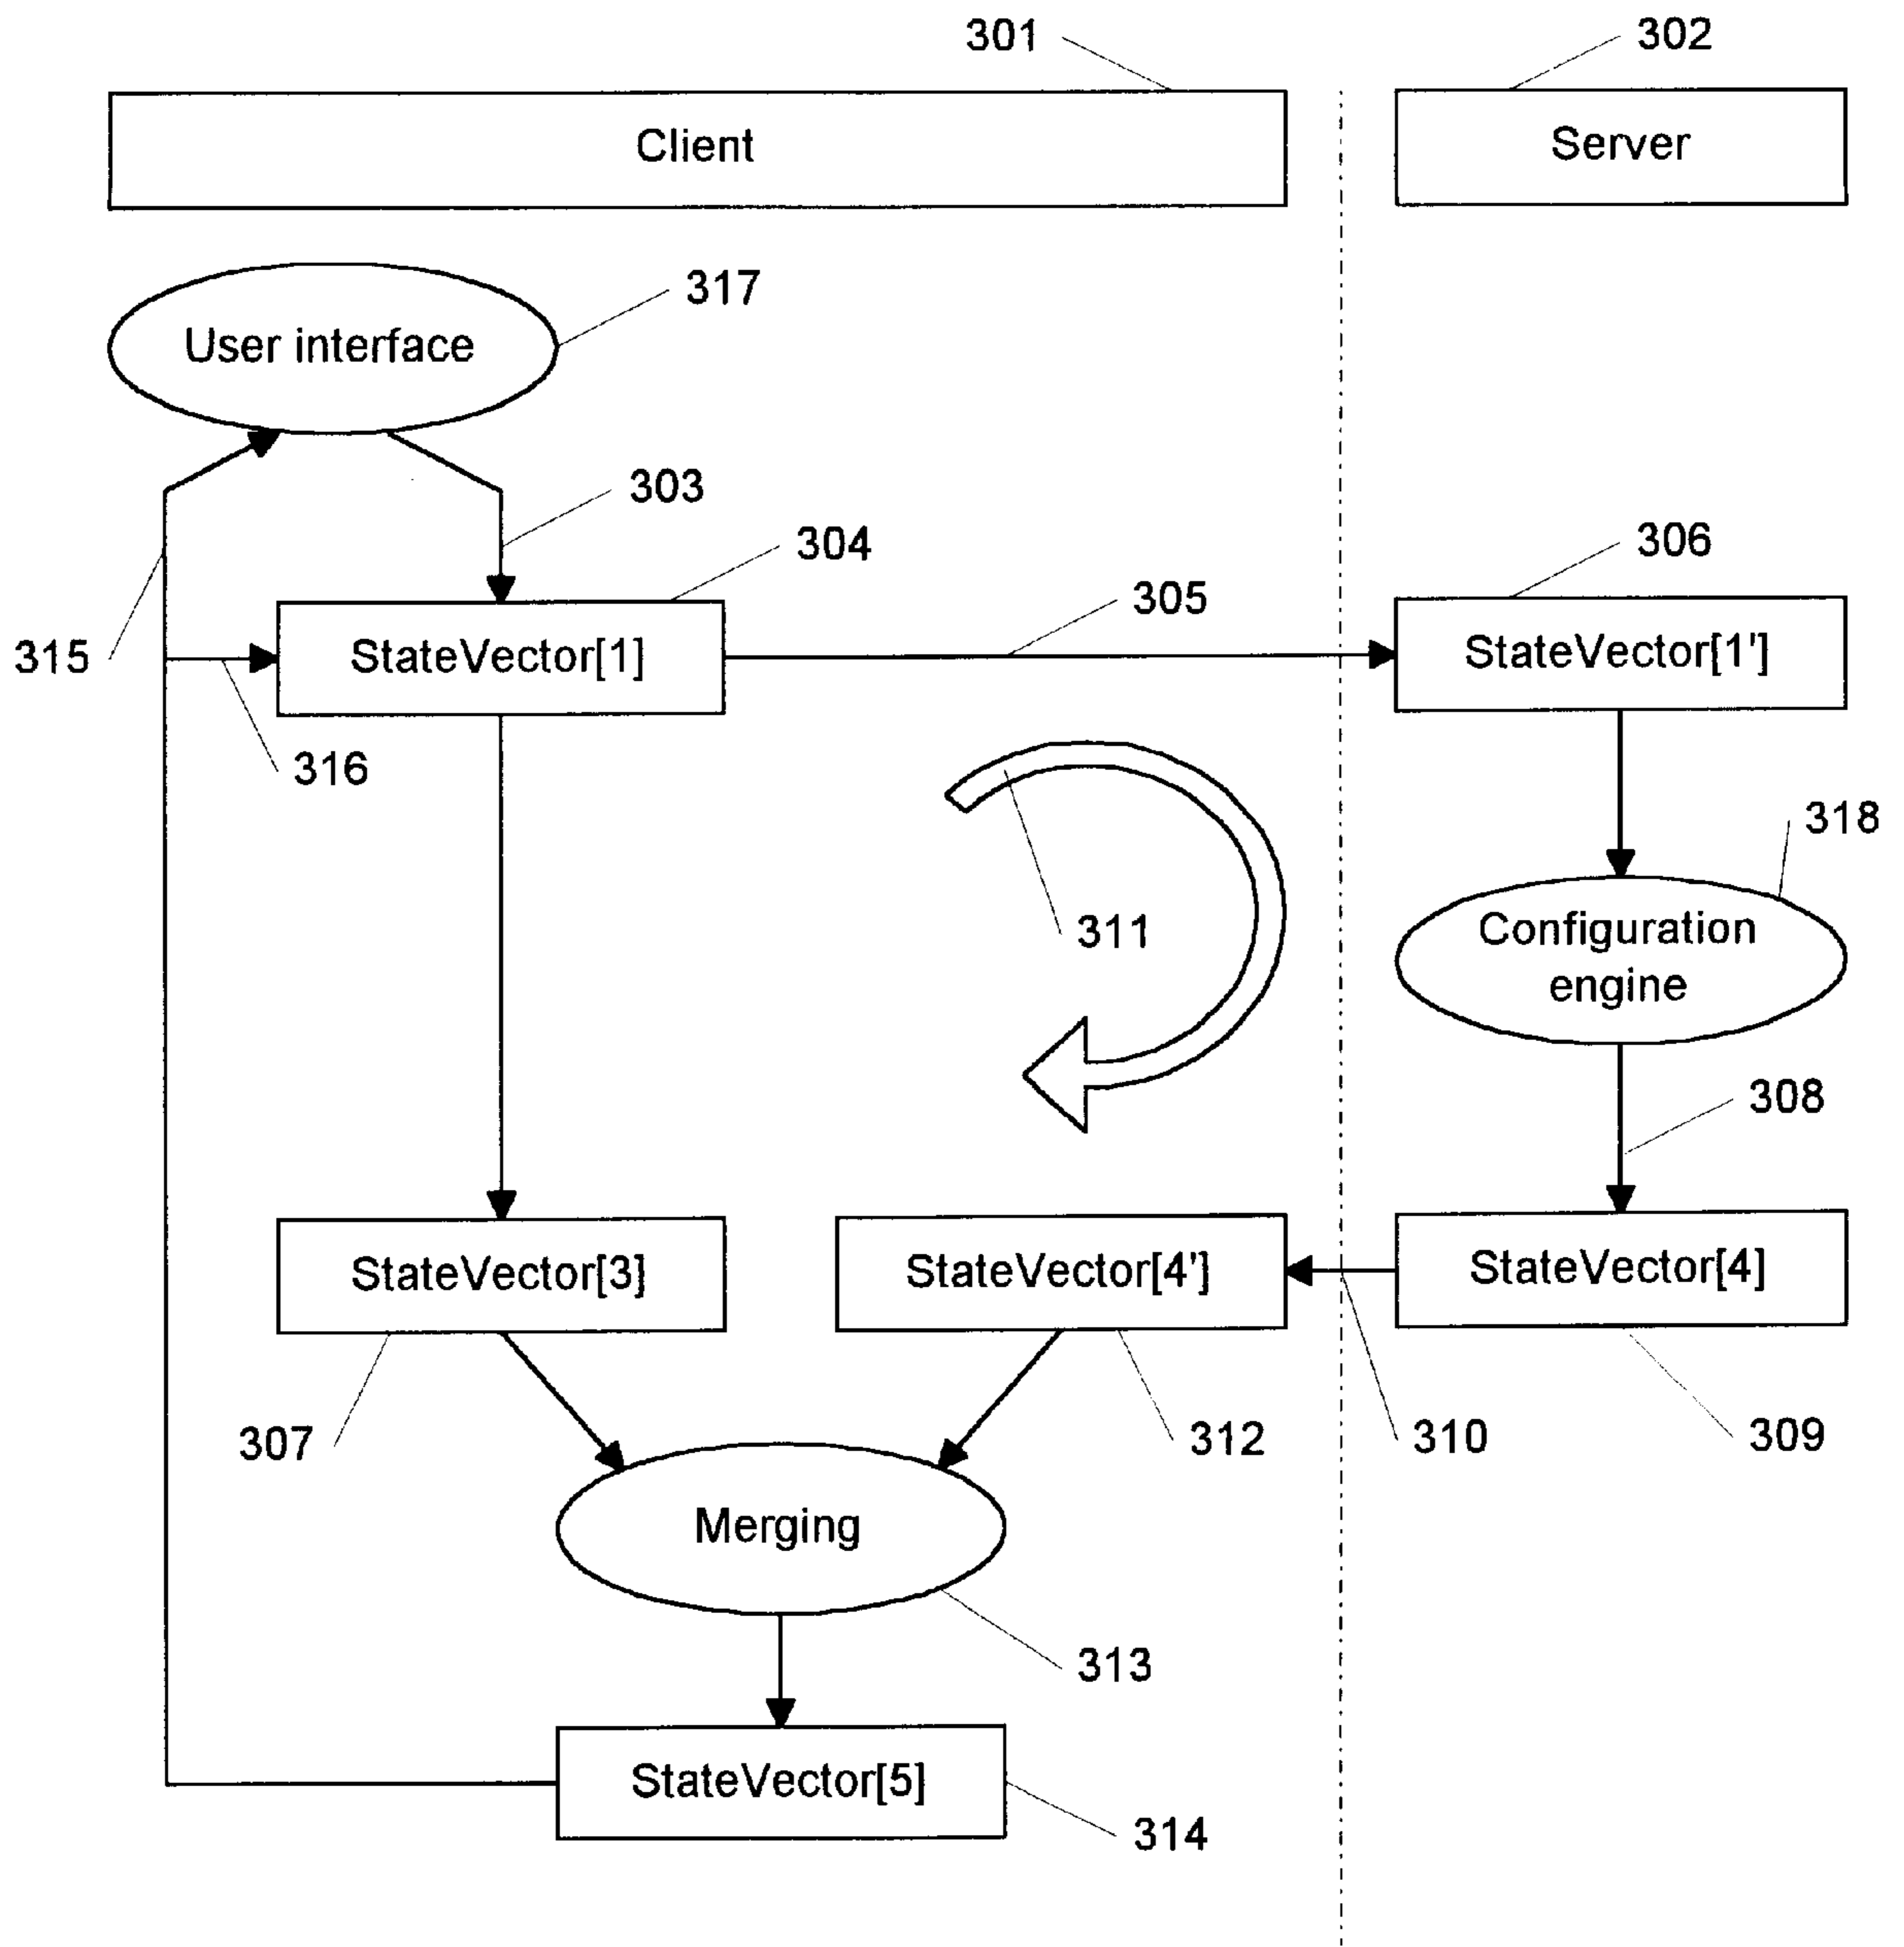 301
302
Client
Server
317
User interface
303
304
306
305
StateVector[1]
StateVector[1']
315
316
318
311
Configuration
engine
308
StateVector[3]
StateVector[4']
StateVector[4]
307
312
310
309
Merging
313
StateVector[5]
314